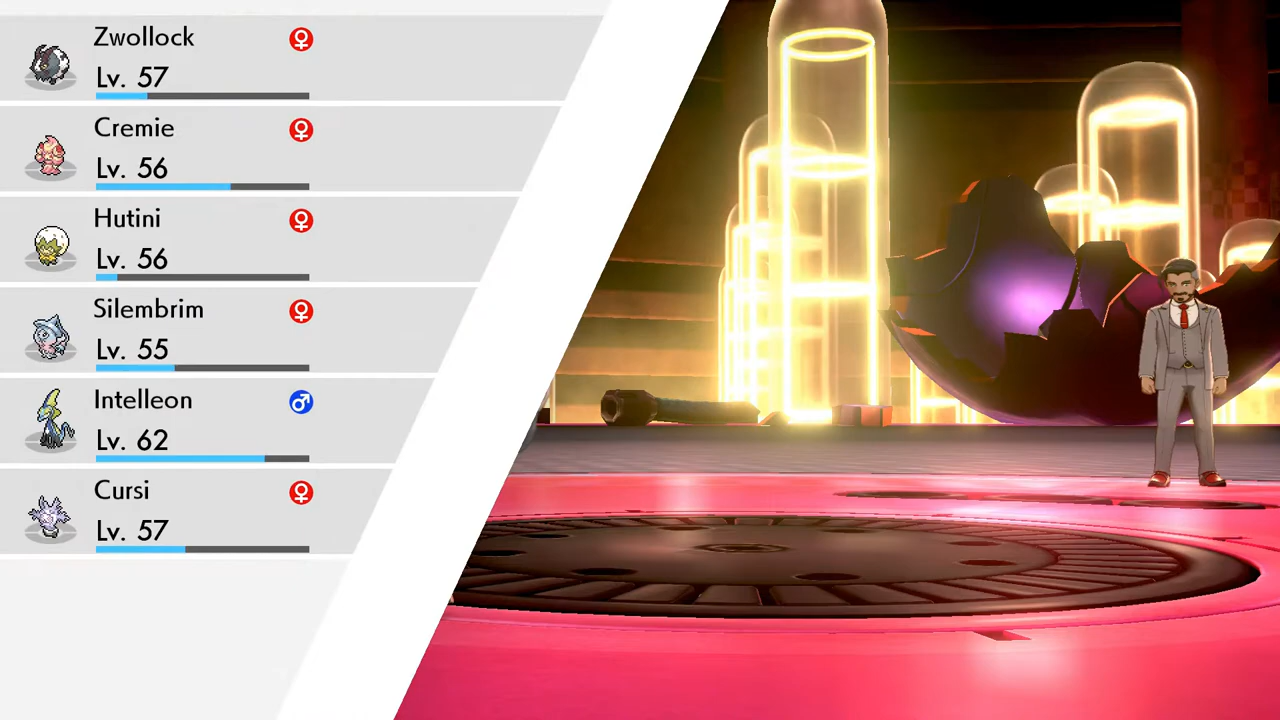 Zwollock ♀
Lv. 57
Cremie ♀
Lv. 56
Hutini ♀
Lv. 56
Silembrim ♀
Lv. 55
Intelleon ♂
Lv. 62
Cursi ♀
Lv. 57